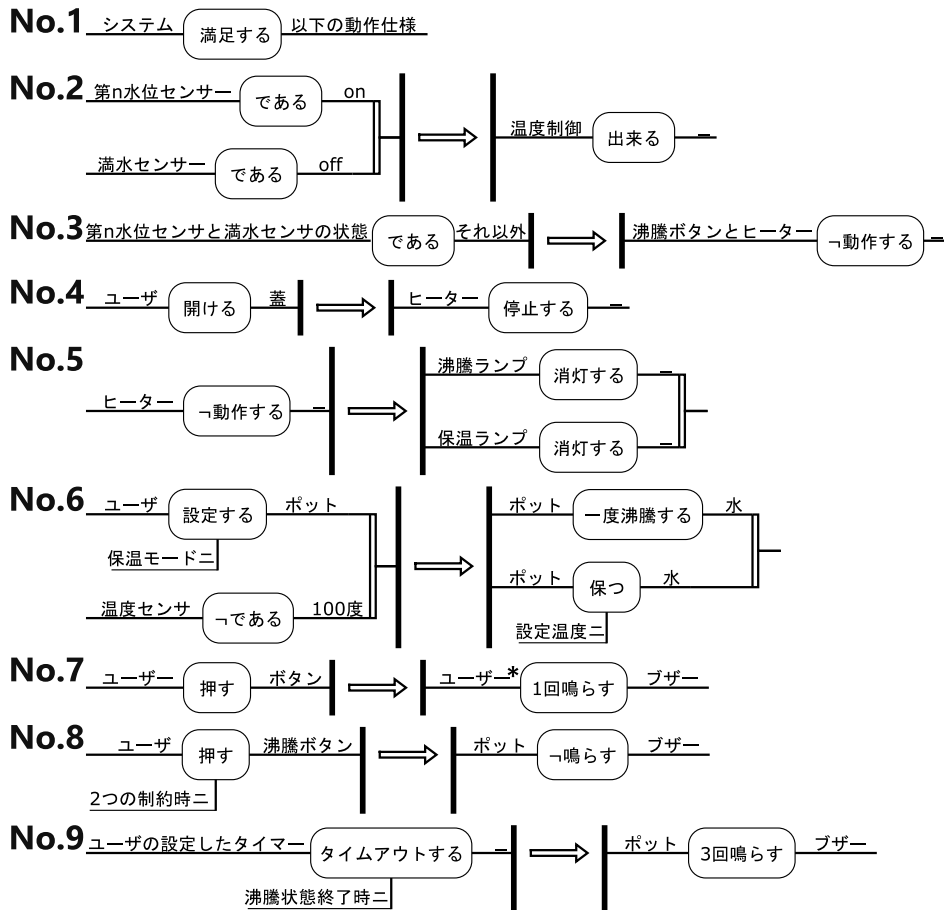 No.1 システム 満足する 以下の動作仕様
No.2 第n水位センサー である on
温度制御 出来る –
満水センサー である off
No.3 第n水位センサと満水センサの状態 である それ以外 沸騰ボタンとヒーター ¬動作する –
No.4 ユーザ 開ける 蓋 ヒーター 停止する –
No.5
沸騰ランプ 消灯する –
ヒーター ¬動作する –
保温ランプ 消灯する –
No.6 ユーザ 設定する ポット ポット 一度沸騰する 水
保温モードニ
ポット 保つ 水
温度センサ ¬である 100度
設定温度ニ
No.7 ユーザー 押す ボタン ユーザー* 1回鳴らす ブザー
No.8 ユーザ 押す 沸騰ボタン ポット ¬鳴らす ブザー
2つの制約時ニ
No.9 ユーザの設定したタイマー タイムアウトする – ポット 3回鳴らす ブザー
沸騰状態終了時ニ